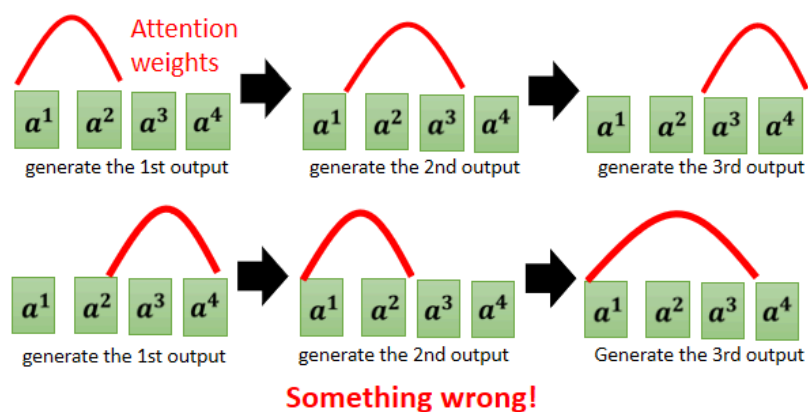 Attention
weights
a¹ a² a³ a⁴ a¹ a² a³ a⁴ a¹ a² a³ a⁴
generate the 1st output generate the 2nd output generate the 3rd output
a¹ a² a³ a⁴ a¹ a² a³ a⁴ a¹ a² a³ a⁴
generate the 1st output generate the 2nd output Generate the 3rd output
Something wrong!